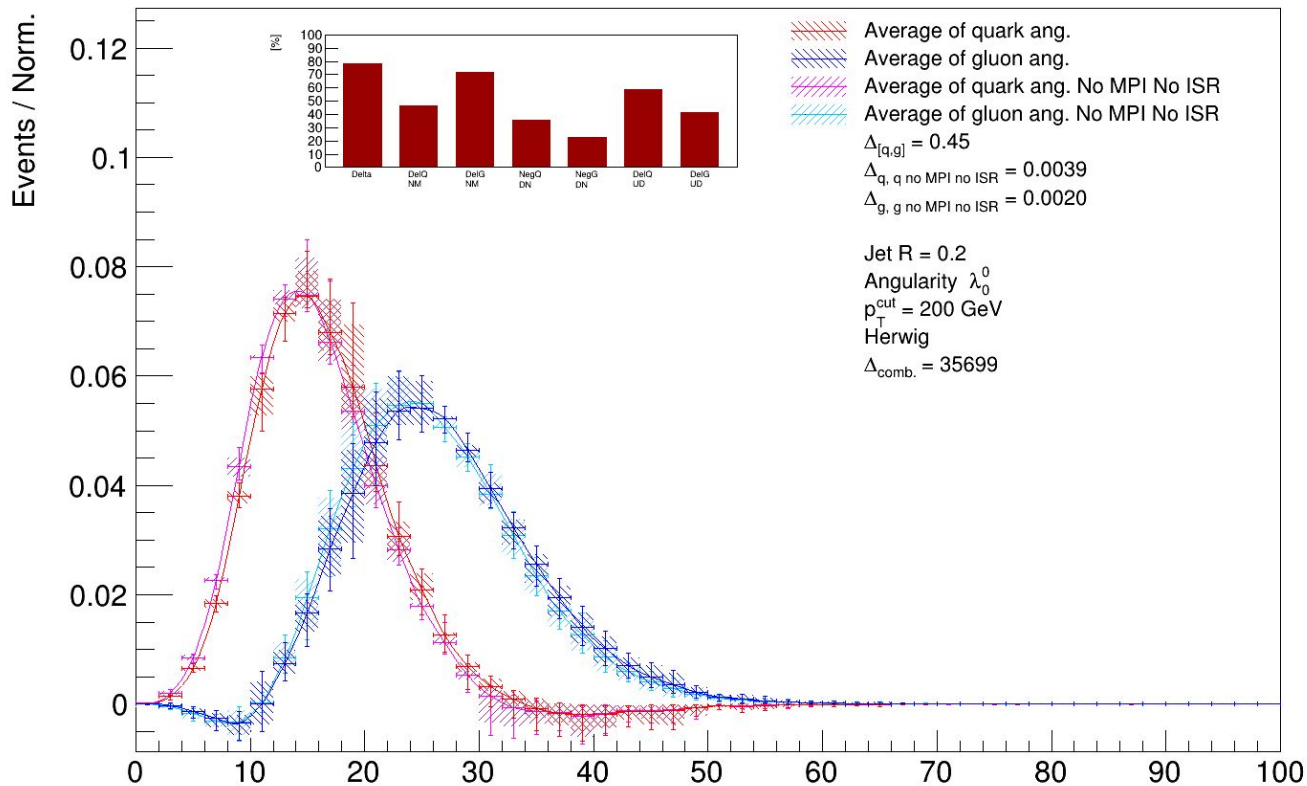 Events / Norm.
0.12
0.1
0.08
0.06
0.04
0.02
0
[%]
100
90
80
70
60
50
40
30
20
10
0
Delta DelQ NM DelG NM NegQ DN NegG DN DelQ UD DelG UD
Average of quark ang.
Average of gluon ang.
Average of quark ang. No MPI No ISR
Average of gluon ang. No MPI No ISR
Δ[q,g] = 0.45
Δq, q no MPI no ISR = 0.0039
Δg, g no MPI no ISR = 0.0020
Jet R = 0.2
Angularity λ⁰₀
pTcut = 200 GeV
Herwig
Δcomb. = 35699
0 10 20 30 40 50 60 70 80 90 100